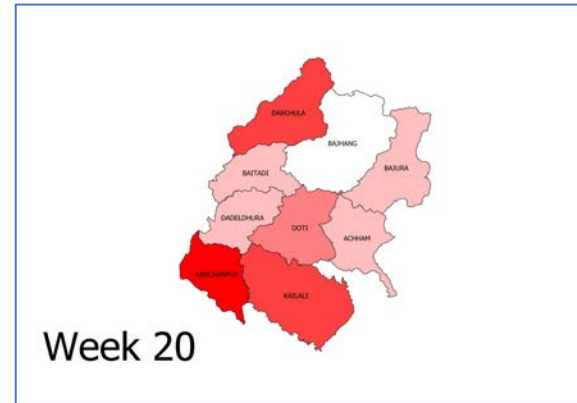 DARCHULA
BAJHANG
BAJURA
BAITADI
DADELDHURA
DOTI
ACHHAM
KANCHANPUR
KAILALI
Week 20